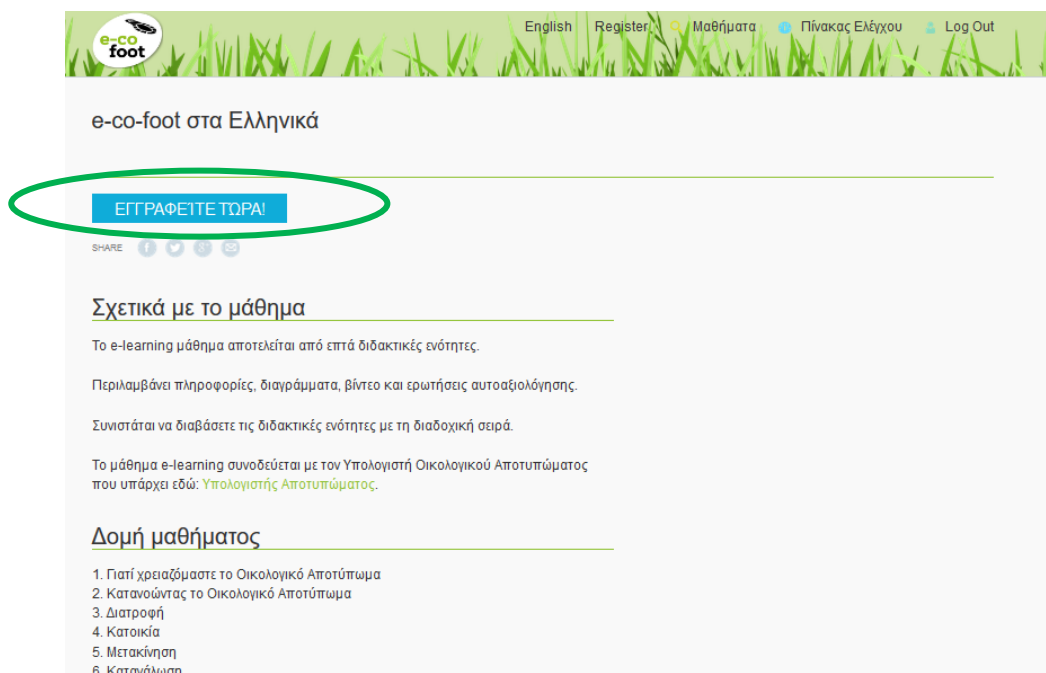 e-co
foot
English Register Μαθήματα Πίνακας Ελέγχου Log Out
e-co-foot στα Ελληνικά
ΕΓΓΡΑΦΕΊΤΕ ΤΏΡΑ!
SHARE
Σχετικά με το μάθημα
Το e-learning μάθημα αποτελείται από επτά διδακτικές ενότητες.
Περιλαμβάνει πληροφορίες, διαγράμματα, βίντεο και ερωτήσεις αυτοαξιολόγησης.
Συνιστάται να διαβάσετε τις διδακτικές ενότητες με τη διαδοχική σειρά.
Το μάθημα e-learning συνοδεύεται με τον Υπολογιστή Οικολογικού Αποτυπώματος
που υπάρχει εδώ: Υπολογιστής Αποτυπώματος.
Δομή μαθήματος
1. Γιατί χρειαζόμαστε το Οικολογικό Αποτύπωμα
2. Κατανοώντας το Οικολογικό Αποτύπωμα
3. Διατροφή
4. Κατοικία
5. Μετακίνηση
6. Κατανάλωση